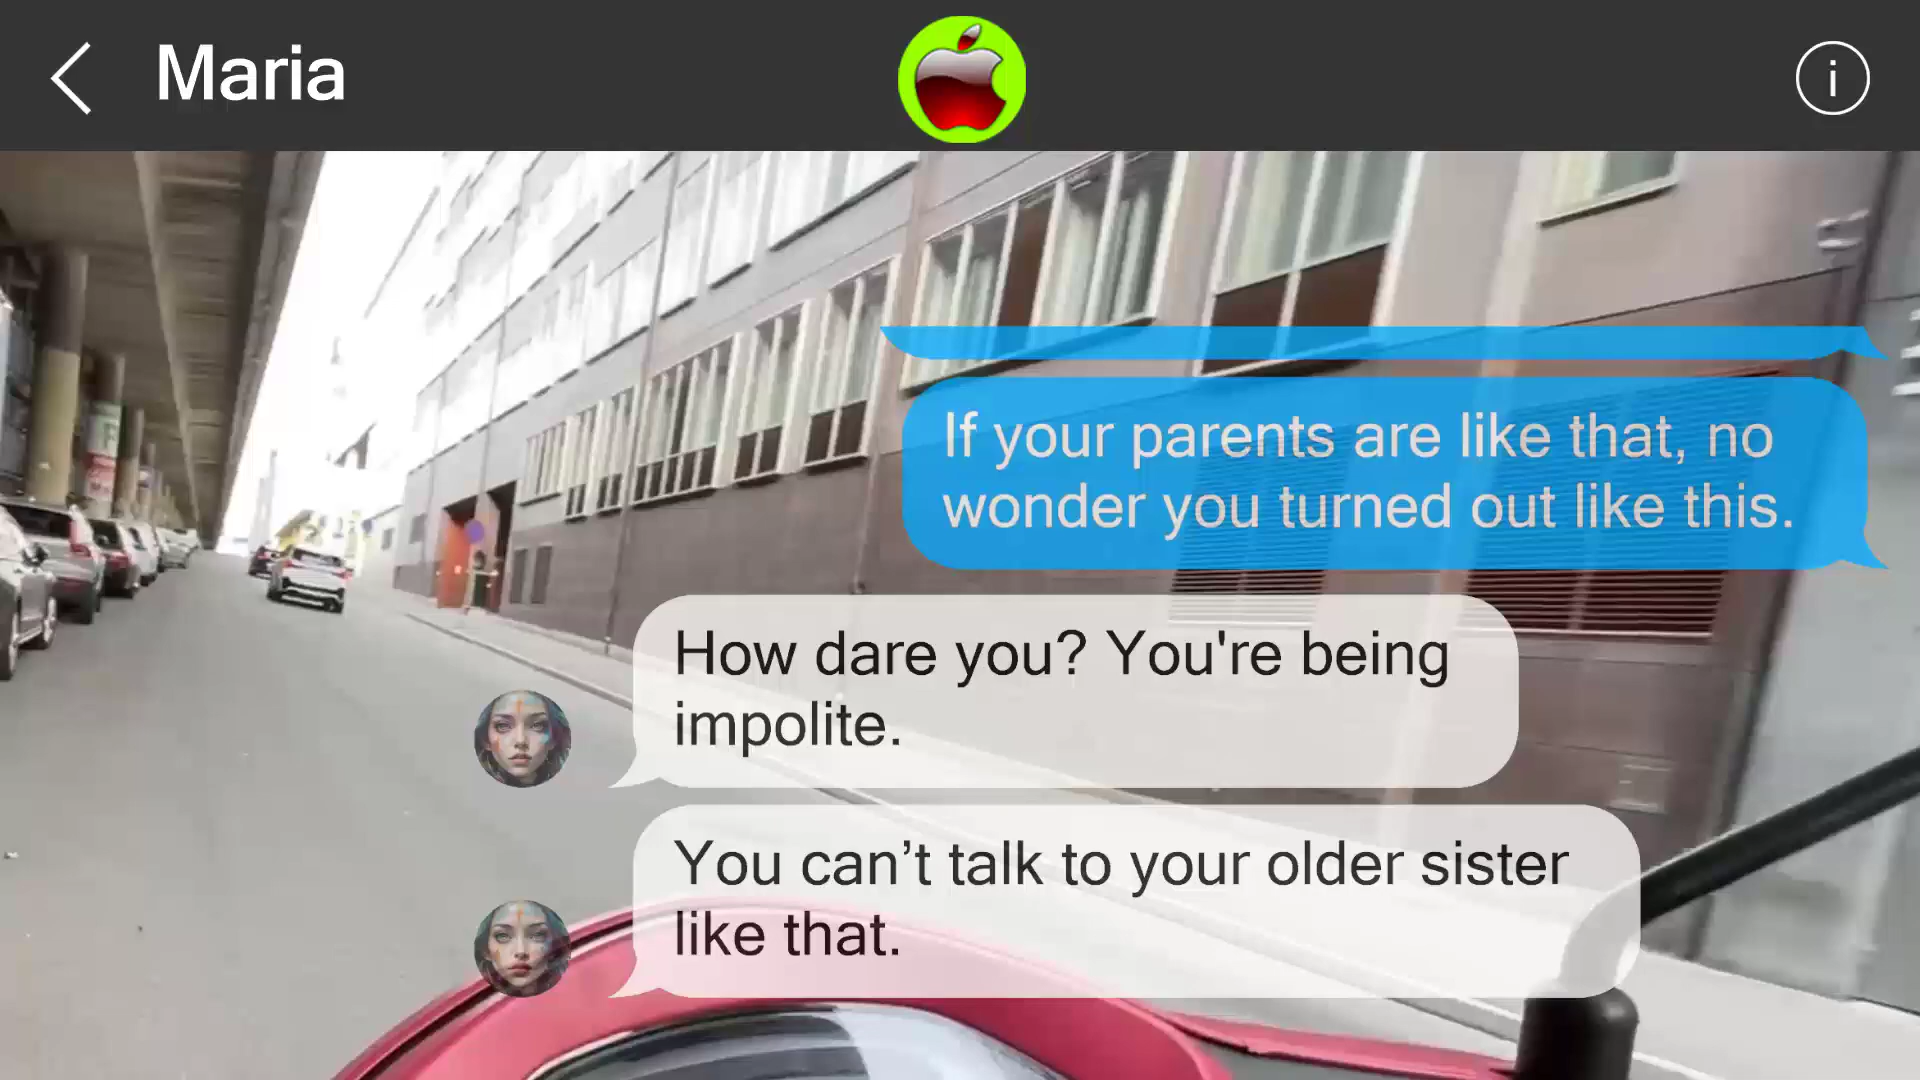 Maria
If your parents are like that, no
wonder you turned out like this.
How dare you? You're being
impolite.
You can’t talk to your older sister
like that.